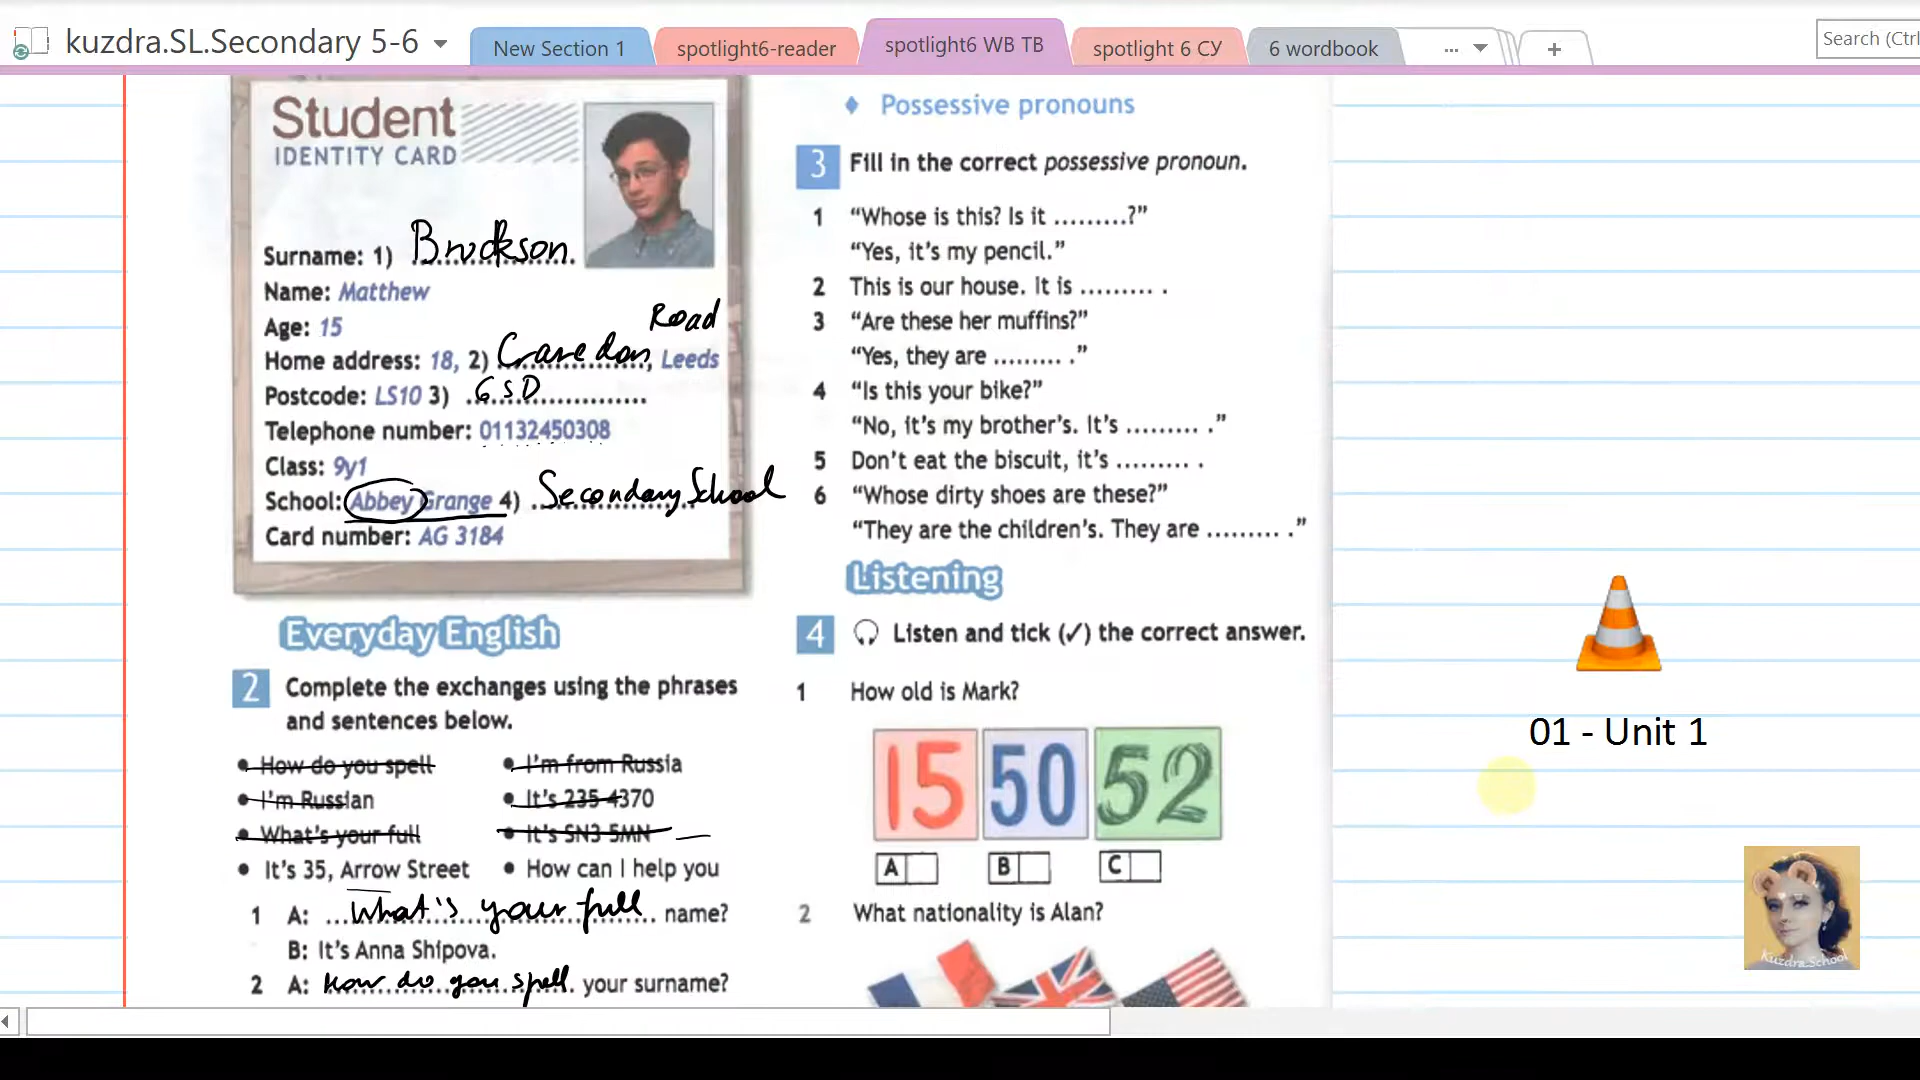 kuzdra.SL.Secondary 5-6
New Section 1
spotlight6-reader
spotlight6 WB TB
spotlight 6 СУ
6 wordbook
...
+
Search (Ctrl
Student
IDENTITY CARD
Surname: 1) Brookson
Name: Matthew
Age: 15
Road
Home address: 18, 2) Crare don, Leeds
Postcode: LS10 3) 6SD
Telephone number: 01132450308
Class: 9y1
School: Abbey Grange 4) Secondary School
Card number: AG 3184
Everyday English
2 Complete the exchanges using the phrases
and sentences below.
• How do you spell • I'm from Russia
• I'm Russian • It's 235 4370
• What's your full • It's SN3 5MN
• It's 35, Arrow Street • How can I help you
1 A: ...What's your full... name?
B: It's Anna Shipova.
2 A: How do you spell. your surname?
♦ Possessive pronouns
3 Fill in the correct possessive pronoun.
1 “Whose is this? Is it .........?”
“Yes, it's my pencil.”
2 This is our house. It is ......... .
3 “Are these her muffins?”
“Yes, they are ......... .”
4 “Is this your bike?”
“No, it's my brother's. It's ......... .”
5 Don't eat the biscuit, it's ......... .
6 “Whose dirty shoes are these?”
“They are the children's. They are ......... .”
Listening
4 Listen and tick (✓) the correct answer.
1 How old is Mark?
15 50 52
A B C
2 What nationality is Alan?
01 - Unit 1
Kuzdra.School